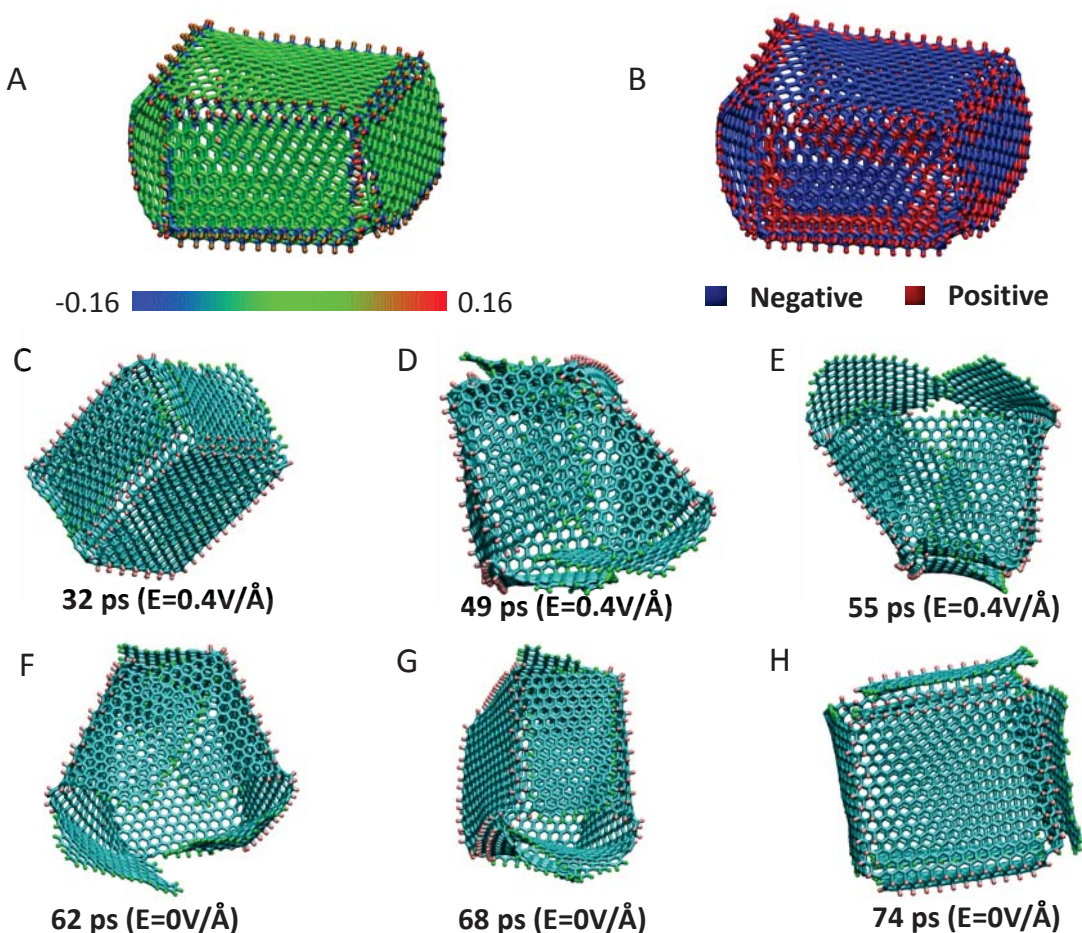 A
B
-0.16 0.16
Negative Positive
C
D
E
32 ps (E=0.4V/Å)
49 ps (E=0.4V/Å)
55 ps (E=0.4V/Å)
F
G
H
62 ps (E=0V/Å)
68 ps (E=0V/Å)
74 ps (E=0V/Å)